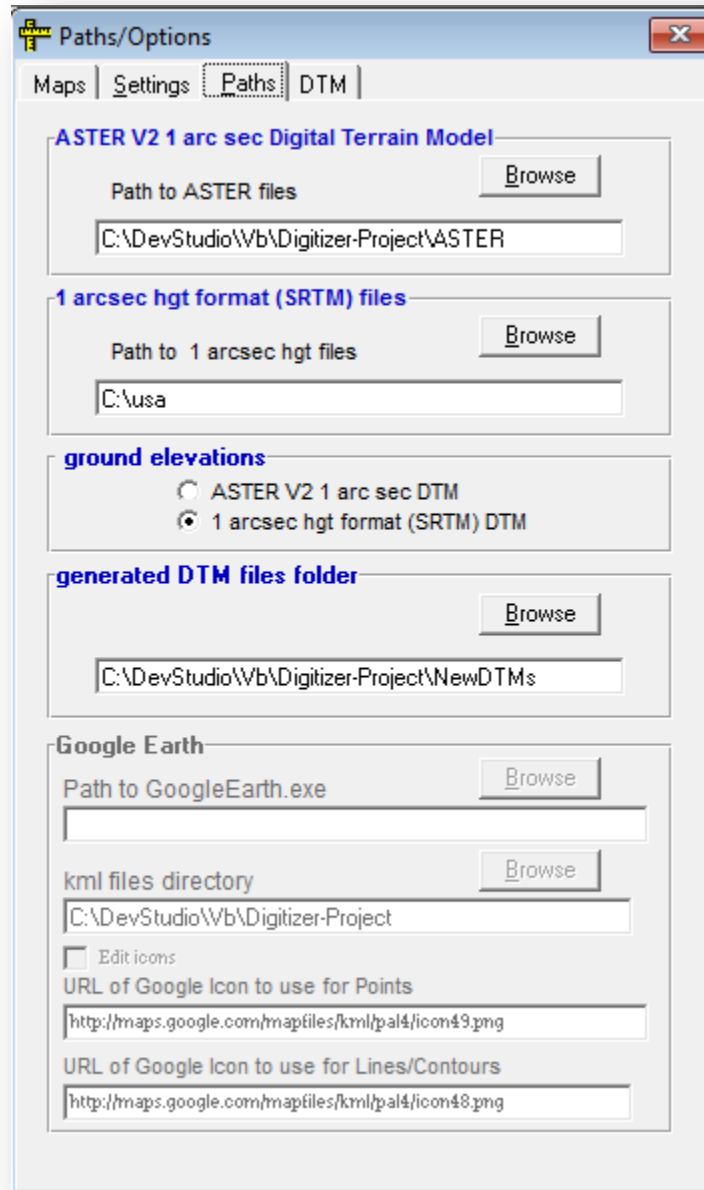 Paths/Options
Maps Settings Paths DTM
ASTER V2 1 arc sec Digital Terrain Model
Browse
Path to ASTER files
C:\DevStudio\Vb\Digitizer-Project\ASTER
1 arcsec hgt format (SRTM) files
Browse
Path to 1 arcsec hgt files
C:\usa
ground elevations
ASTER V2 1 arc sec DTM
1 arcsec hgt format (SRTM) DTM
generated DTM files folder
Browse
C:\DevStudio\Vb\Digitizer-Project\NewDTMs
Google Earth
Browse
Path to GoogleEarth.exe
Browse
kml files directory
C:\DevStudio\Vb\Digitizer-Project
Edit icons
URL of Google Icon to use for Points
http://maps.google.com/mapfiles/kml/pal4/icon49.png
URL of Google Icon to use for Lines/Contours
http://maps.google.com/mapfiles/kml/pal4/icon48.png